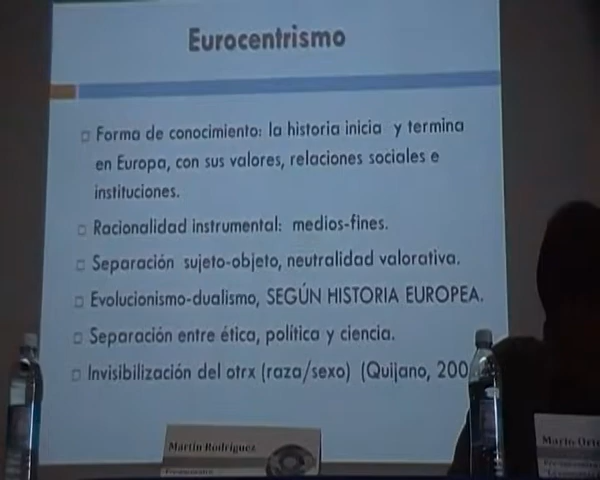 Eurocentrismo
Forma de conocimiento: la historia inicia y termina
en Europa, con sus valores, relaciones sociales e
instituciones.
Racionalidad instrumental: medios-fines.
Separación sujeto-objeto, neutralidad valorativa.
Evolucionismo-dualismo, SEGÚN HISTORIA EUROPEA.
Separación entre ética, política y ciencia.
Invisibilización del otrx (raza/sexo) (Quijano, 200
Martín Rodríguez
Mario